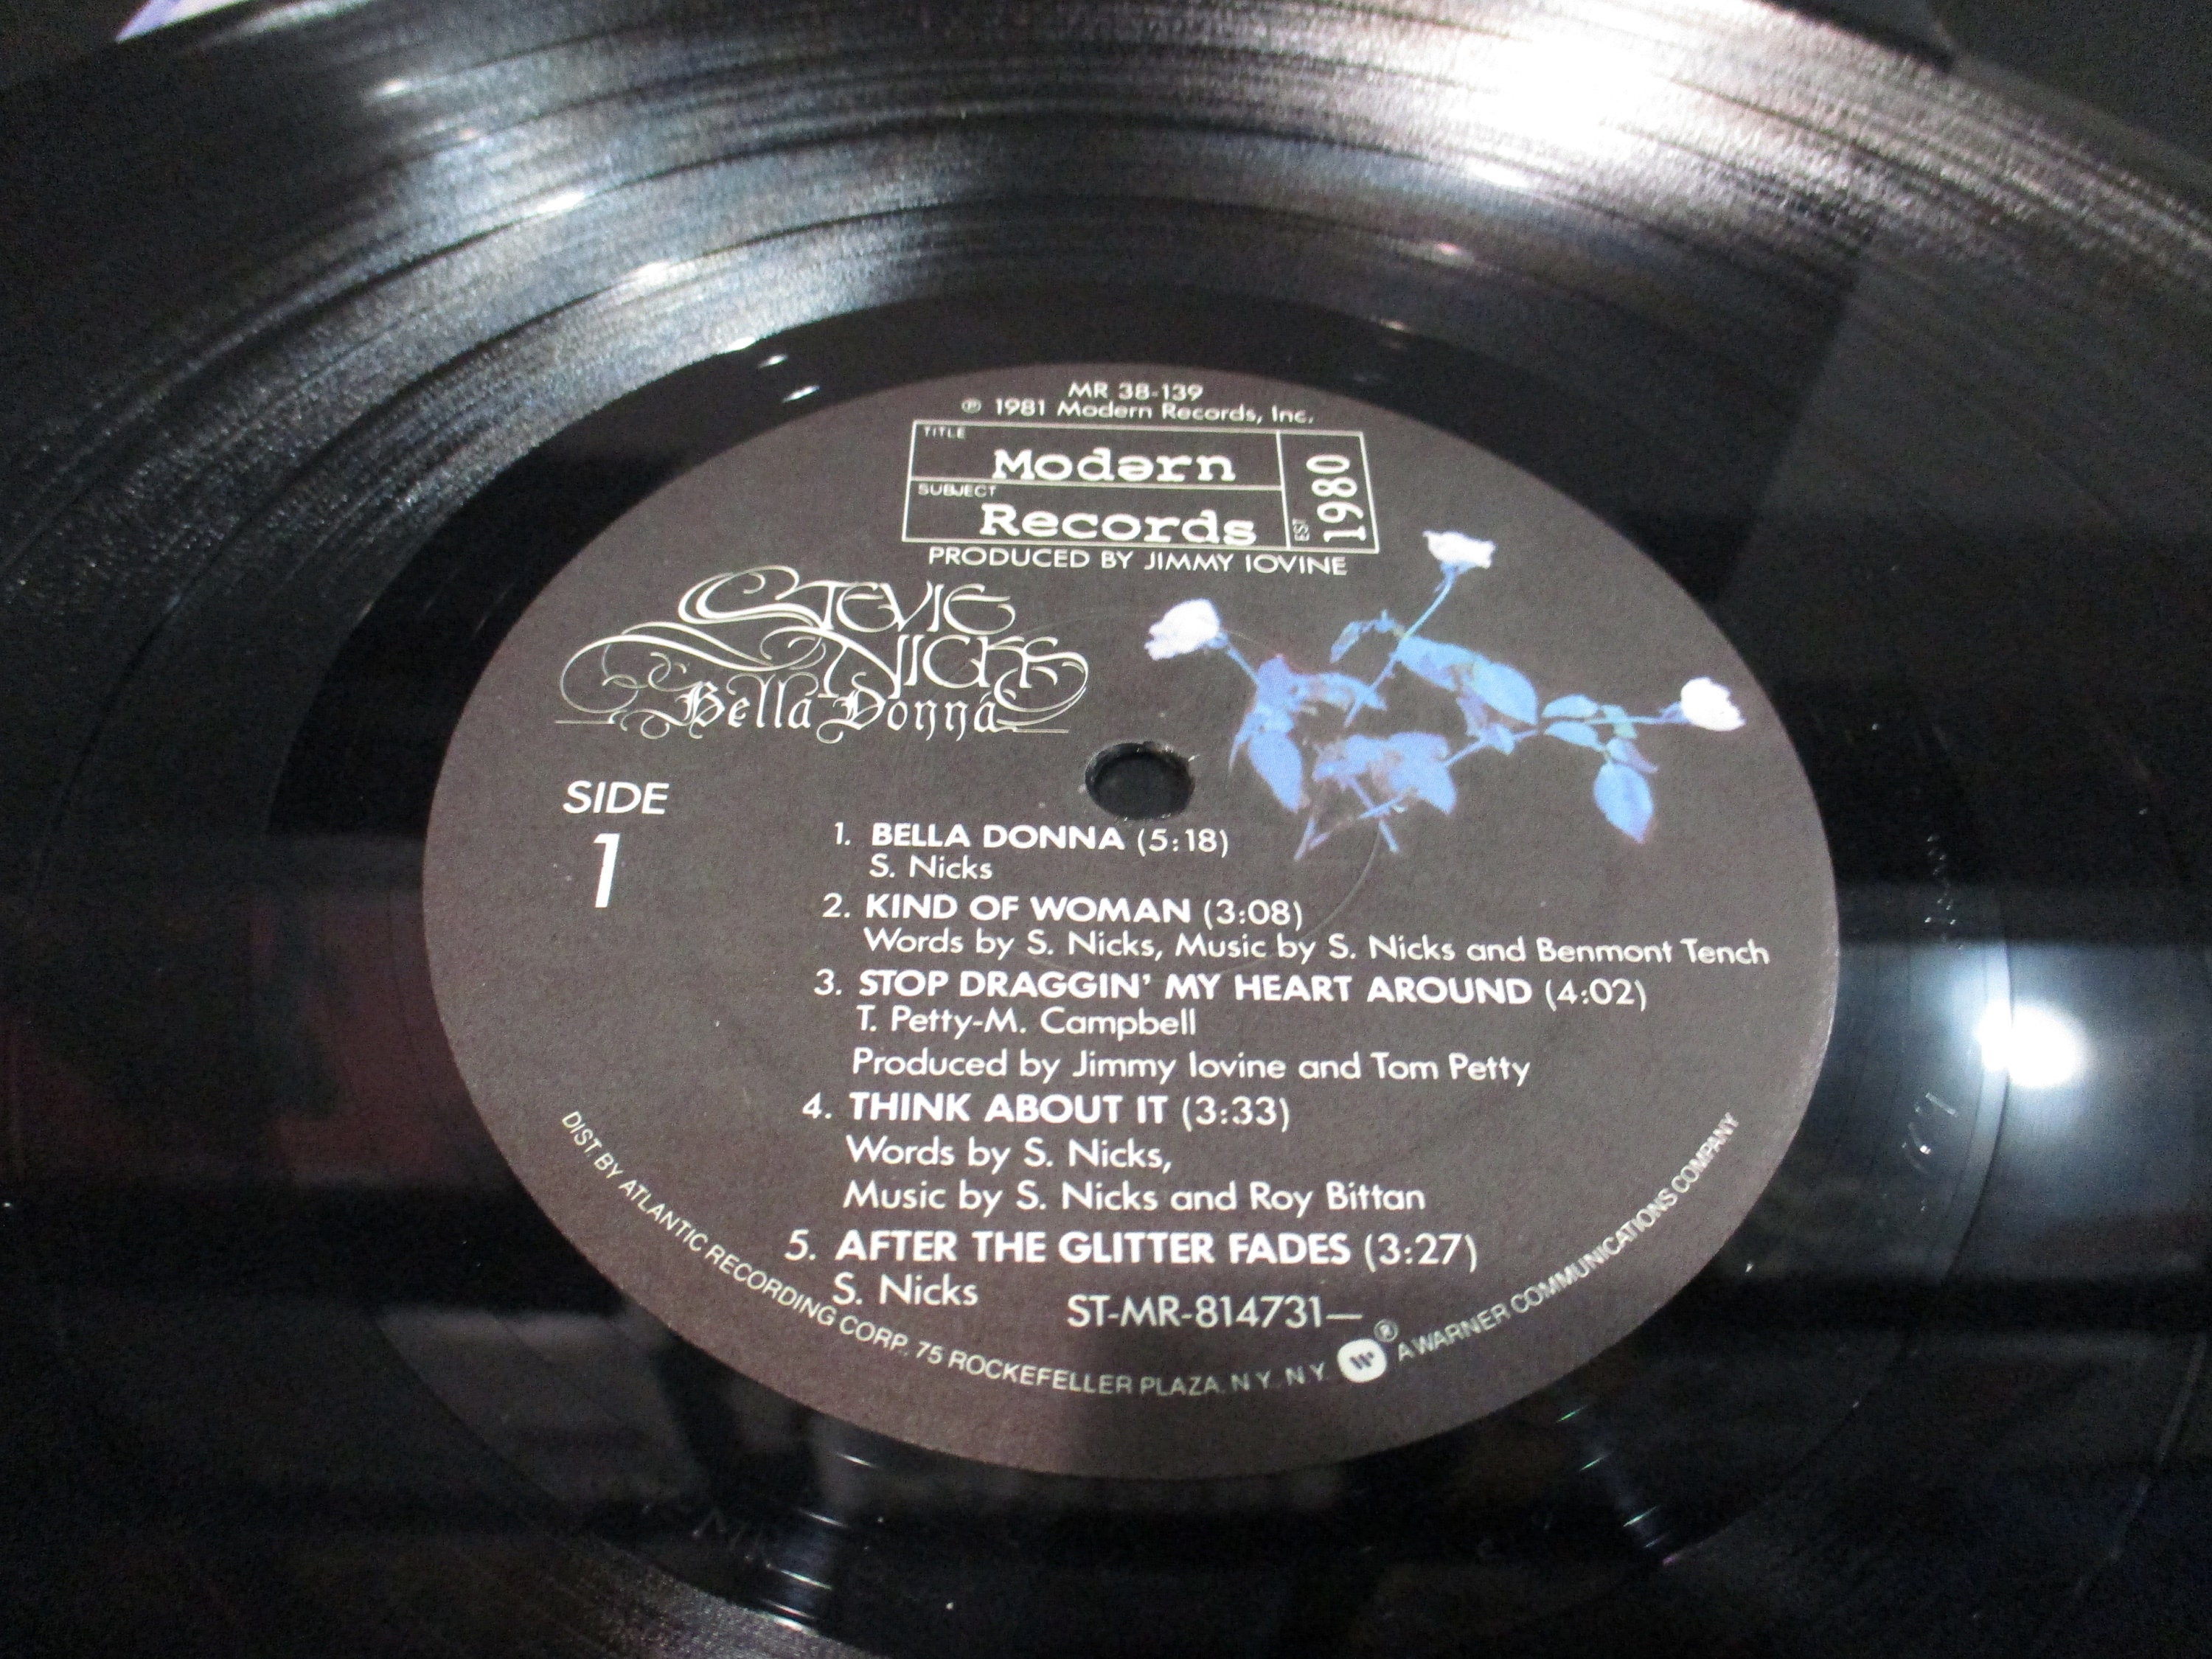 MR 38-139
℗ 1981 Modern Records, Inc.
TITLE
Modərn
SUBJECT
Records
EST 1980
PRODUCED BY JIMMY IOVINE
STEVIE
NICKS
Bella Donna
SIDE
1
1. BELLA DONNA (5:18)
S. Nicks
2. KIND OF WOMAN (3:08)
Words by S. Nicks, Music by S. Nicks and Benmont Tench
3. STOP DRAGGIN' MY HEART AROUND (4:02)
T. Petty-M. Campbell
Produced by Jimmy Iovine and Tom Petty
4. THINK ABOUT IT (3:33)
Words by S. Nicks,
Music by S. Nicks and Roy Bittan
5. AFTER THE GLITTER FADES (3:27)
S. Nicks
ST-MR-814731—
DIST. BY ATLANTIC RECORDING CORP., 75 ROCKEFELLER PLAZA, N.Y., N.Y. W ® A WARNER COMMUNICATIONS COMPANY